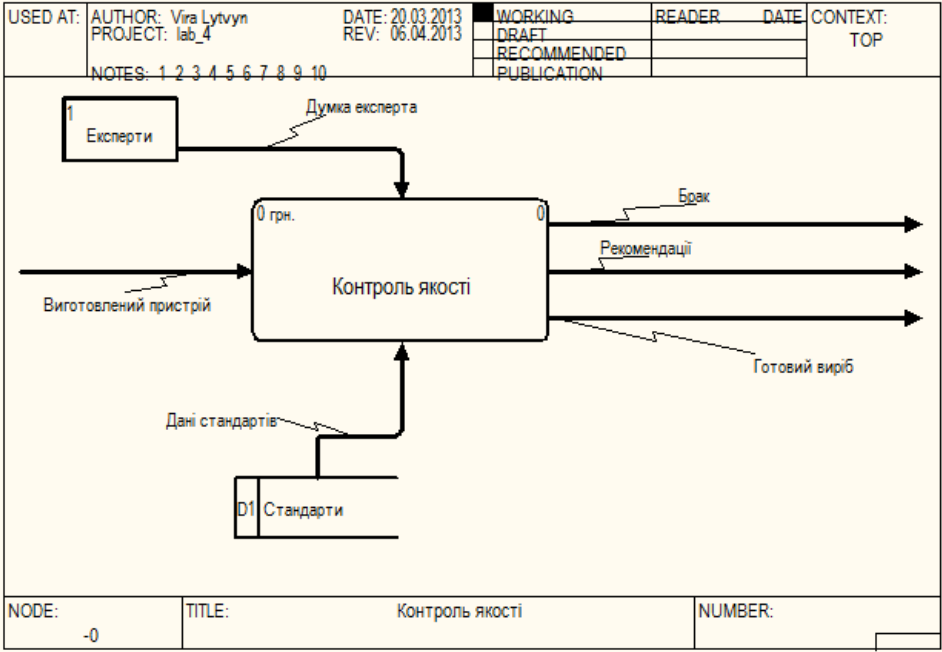 USED AT:
AUTHOR: Vira Lytvyn
DATE: 20.03.2013
WORKING
READER DATE
CONTEXT:
PROJECT: lab_4
REV: 06.04.2013
DRAFT
TOP
RECOMMENDED
NOTES: 1 2 3 4 5 6 7 8 9 10
PUBLICATION
1
Експерти
Думка експерта
0 грн.
0
Контроль якості
Брак
Рекомендації
Виготовлений пристрій
Готовий виріб
Дані стандартів
D1
Стандарти
NODE:
-0
TITLE:
Контроль якості
NUMBER: